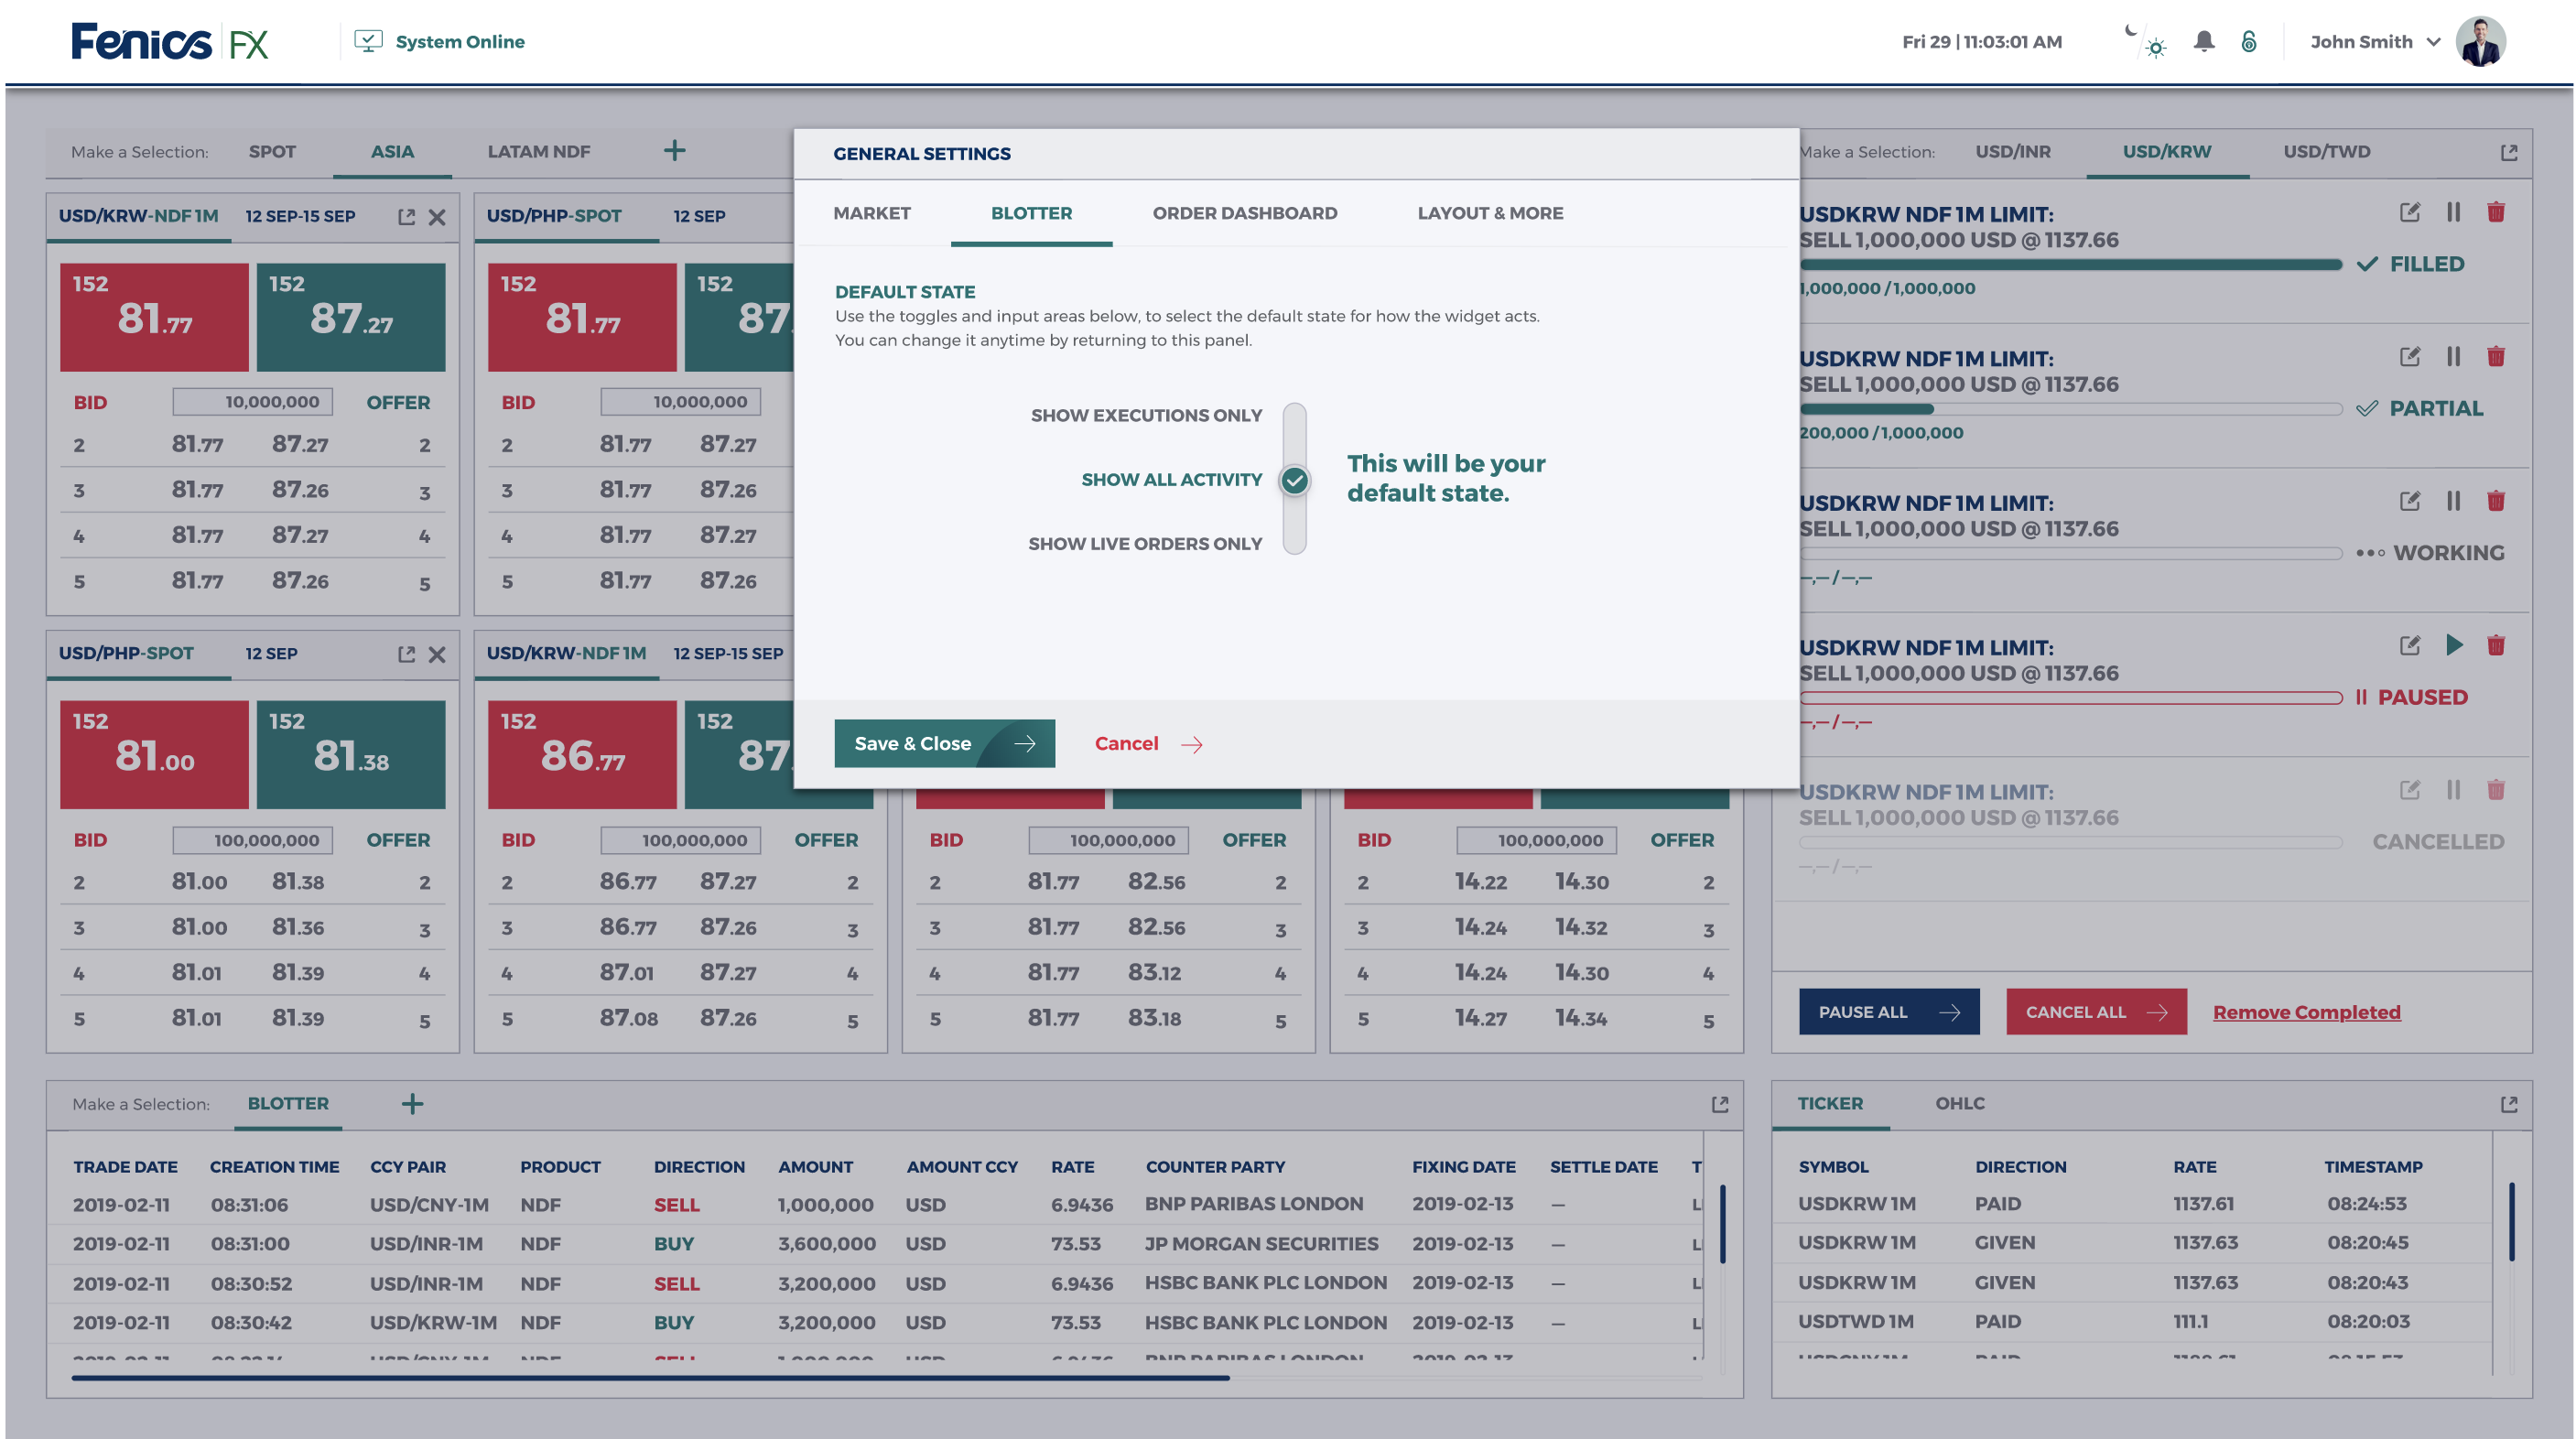 Fenics FX
System Online
Fri 29 | 11:03:01 AM
John Smith
Make a Selection: SPOT ASIA LATAM NDF +
USD/KRW-NDF 1M 12 SEP-15 SEP
152 81.77
152 87.27
BID 10,000,000 OFFER
2 81.77 87.27 2
3 81.77 87.26 3
4 81.77 87.27 4
5 81.77 87.26 5
USD/PHP-SPOT 12 SEP
152 81.77
152 87.
BID 10,000,000
2 81.77 87.27
3 81.77 87.26
4 81.77 87.27
5 81.77 87.26
USD/PHP-SPOT 12 SEP
152 81.00
152 81.38
BID 100,000,000 OFFER
2 81.00 81.38 2
3 81.00 81.36 3
4 81.01 81.39 4
5 81.01 81.39 5
USD/KRW-NDF 1M 12 SEP-15 SEP
152 86.77
152 87.
BID 100,000,000 OFFER
2 86.77 87.27 2
3 86.77 87.26 3
4 87.01 87.27 4
5 87.08 87.26 5
BID 100,000,000 OFFER
2 81.77 82.56 2
3 81.77 82.56 3
4 81.77 83.12 4
5 81.77 83.18 5
BID 100,000,000 OFFER
2 14.22 14.30 2
3 14.24 14.32 3
4 14.24 14.30 4
5 14.27 14.34 5
GENERAL SETTINGS
MARKET BLOTTER ORDER DASHBOARD LAYOUT & MORE
DEFAULT STATE
Use the toggles and input areas below, to select the default state for how the widget acts.
You can change it anytime by returning to this panel.
SHOW EXECUTIONS ONLY
SHOW ALL ACTIVITY
SHOW LIVE ORDERS ONLY
This will be your
default state.
Save & Close
Cancel
Make a Selection: USD/INR USD/KRW USD/TWD
USDKRW NDF 1M LIMIT:
SELL 1,000,000 USD @ 1137.66
FILLED
1,000,000 / 1,000,000
USDKRW NDF 1M LIMIT:
SELL 1,000,000 USD @ 1137.66
PARTIAL
200,000 / 1,000,000
USDKRW NDF 1M LIMIT:
SELL 1,000,000 USD @ 1137.66
WORKING
—,— / —,—
USDKRW NDF 1M LIMIT:
SELL 1,000,000 USD @ 1137.66
PAUSED
—,— / —,—
USDKRW NDF 1M LIMIT:
SELL 1,000,000 USD @ 1137.66
CANCELLED
—,— / —,—
PAUSE ALL CANCEL ALL Remove Completed
Make a Selection: BLOTTER +
TRADE DATE CREATION TIME CCY PAIR PRODUCT DIRECTION AMOUNT AMOUNT CCY RATE COUNTER PARTY FIXING DATE SETTLE DATE T
2019-02-11 08:31:06 USD/CNY-1M NDF SELL 1,000,000 USD 6.9436 BNP PARIBAS LONDON 2019-02-13 — LI
2019-02-11 08:31:00 USD/INR-1M NDF BUY 3,600,000 USD 73.53 JP MORGAN SECURITIES 2019-02-13 — LI
2019-02-11 08:30:52 USD/INR-1M NDF SELL 3,200,000 USD 6.9436 HSBC BANK PLC LONDON 2019-02-13 — LI
2019-02-11 08:30:42 USD/KRW-1M NDF BUY 3,200,000 USD 73.53 HSBC BANK PLC LONDON 2019-02-13 — LI
TICKER OHLC
SYMBOL DIRECTION RATE TIMESTAMP
USDKRW 1M PAID 1137.61 08:24:53
USDKRW 1M GIVEN 1137.63 08:20:45
USDKRW 1M GIVEN 1137.63 08:20:43
USDTWD 1M PAID 111.1 08:20:03